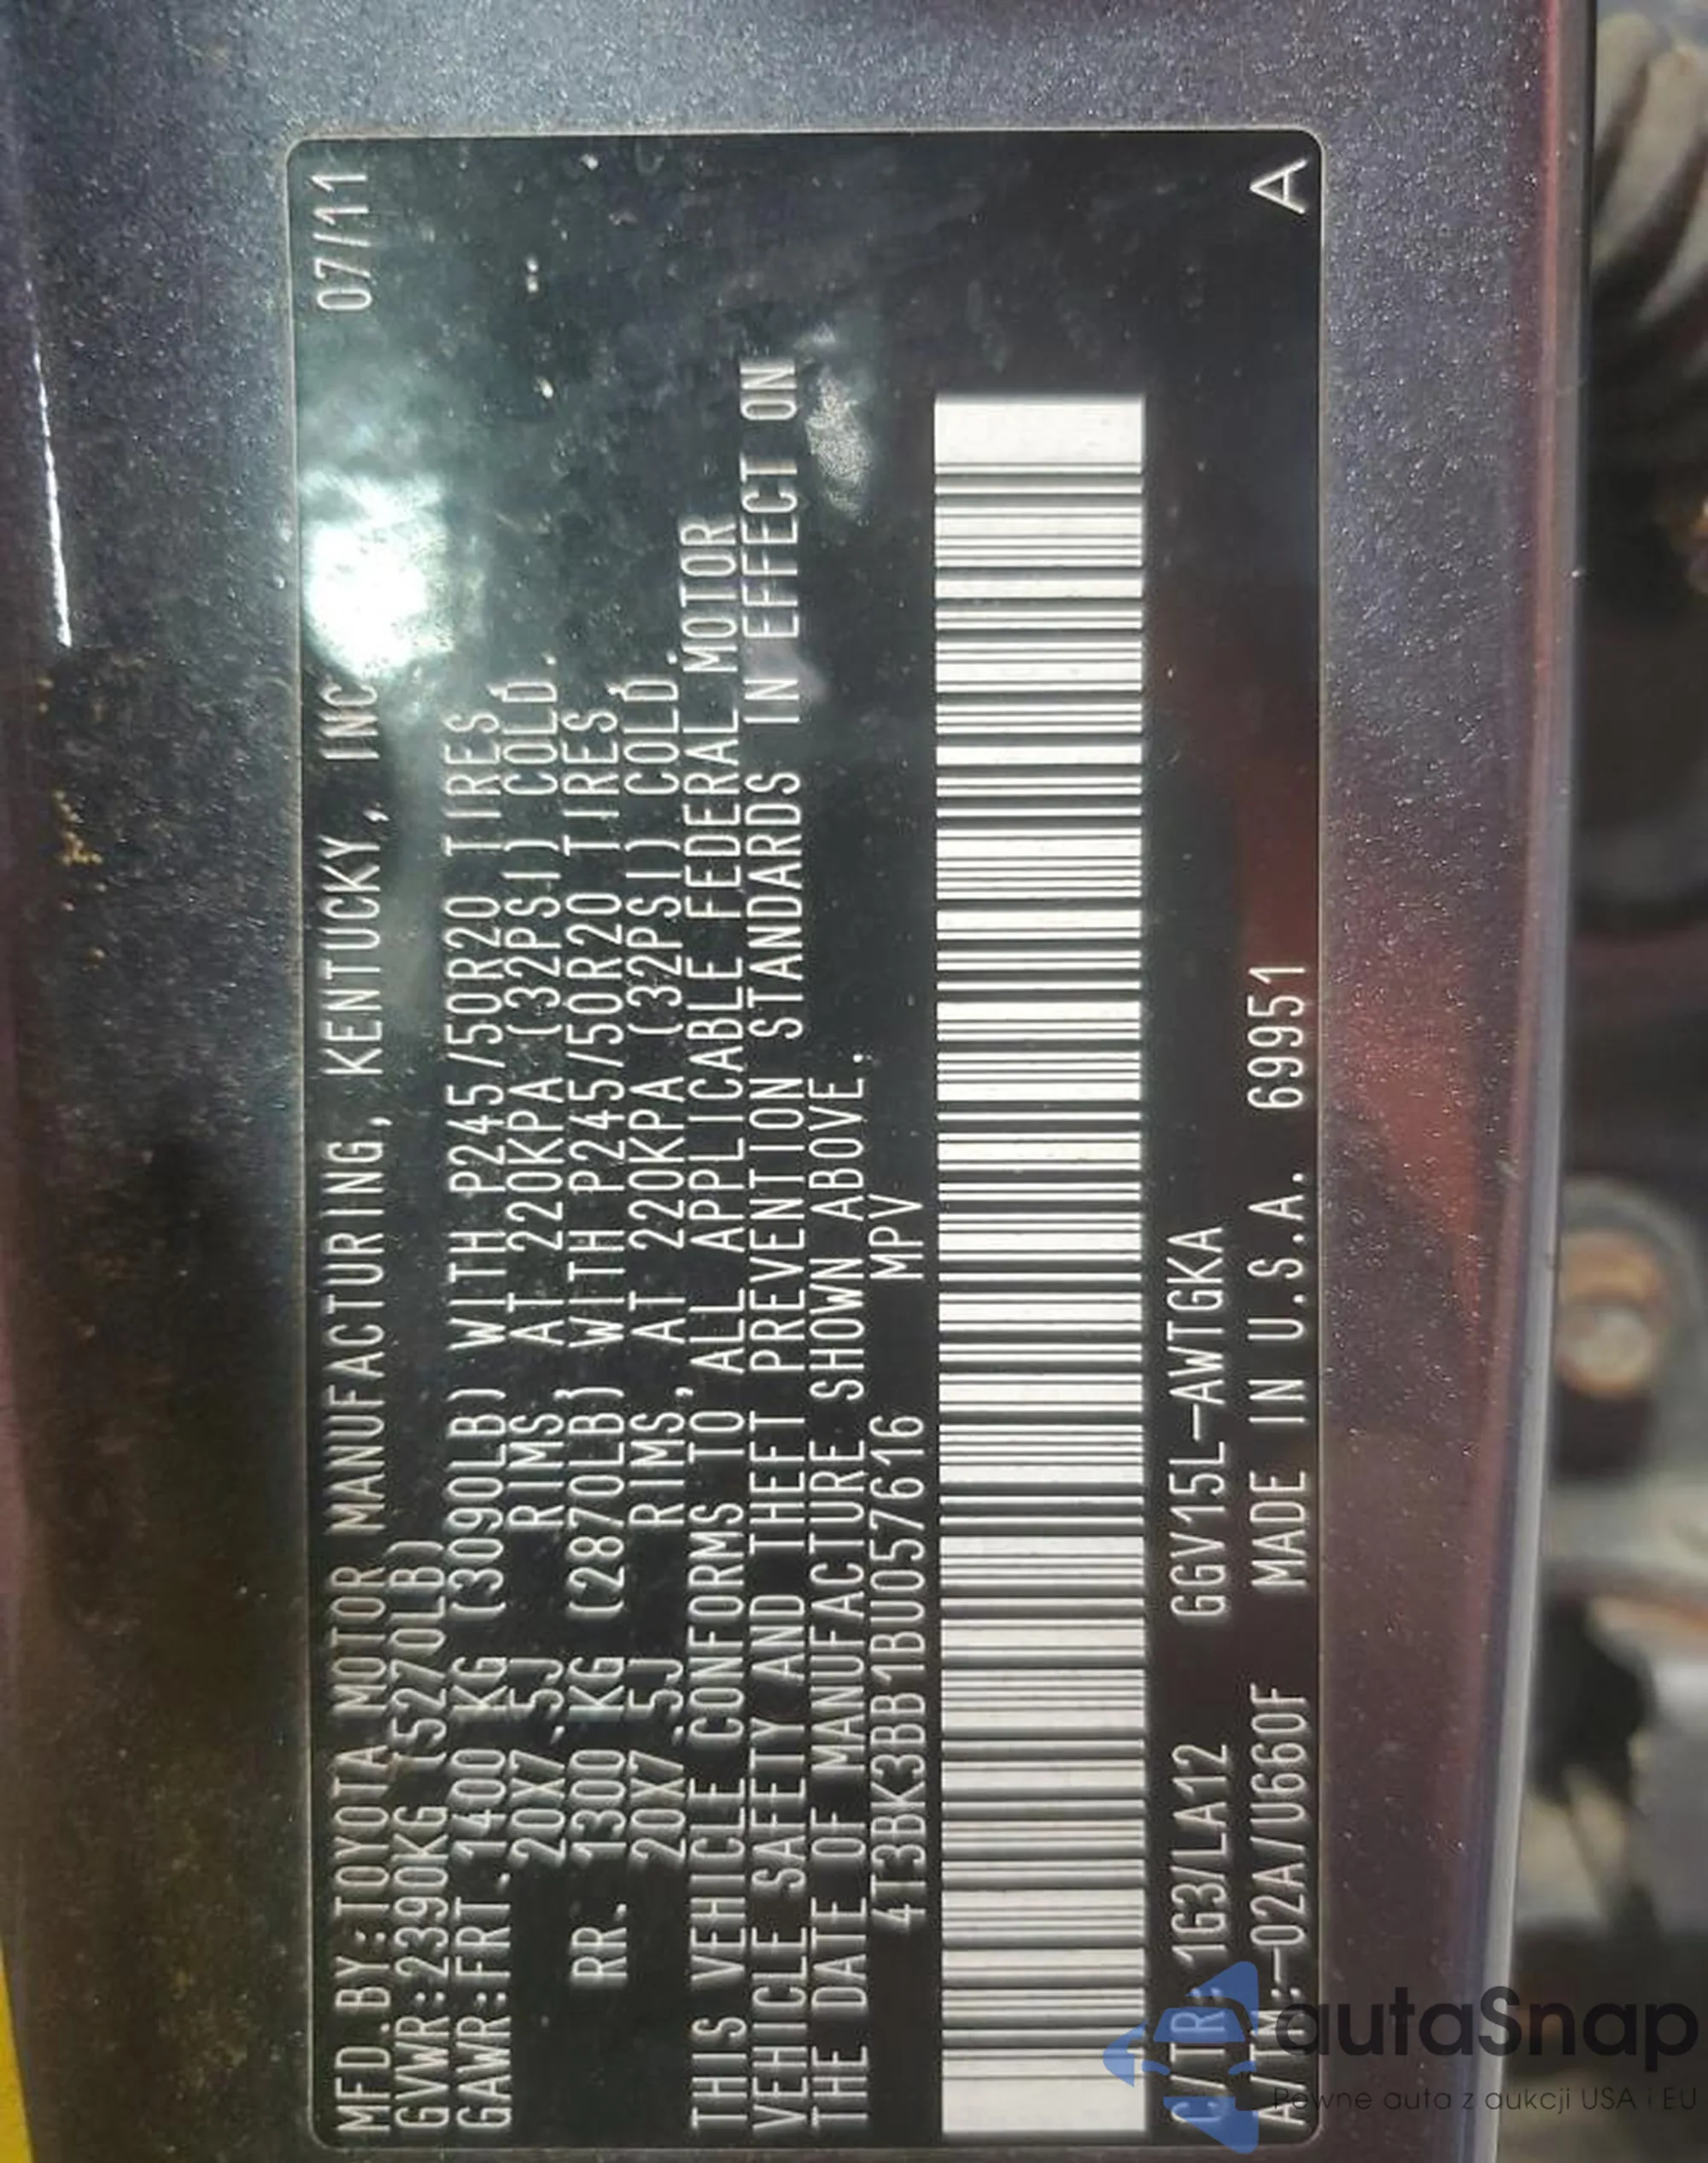 MFD.BY:TOYOTA MOTOR MANUFACTURING, KENTUCKY, INC 07/11
GVWR:2390KG (5270LB)
GAWR:FRT. 1400 KG (3090LB) WITH P245/50R20 TIRES
20X7.5J RIMS, AT 220KPA (32PSI) COLD.
RR. 1300 KG (2870LB) WITH P245/50R20 TIRES
20X7.5J RIMS, AT 220KPA (32PSI) COLD.
THIS VEHICLE CONFORMS TO ALL APPLICABLE FEDERAL MOTOR
VEHICLE SAFETY AND THEFT PREVENTION STANDARDS IN EFFECT ON
THE DATE OF MANUFACTURE SHOWN ABOVE.
4T3BK3BB1BU057616 MPV
C/TR:1G3/LA12 GGV15L-AWTGKA
A/TM:-02A/U660F MADE IN U.S.A. 69951 A
autaSnap
Pewne auta z aukcji USA i EU